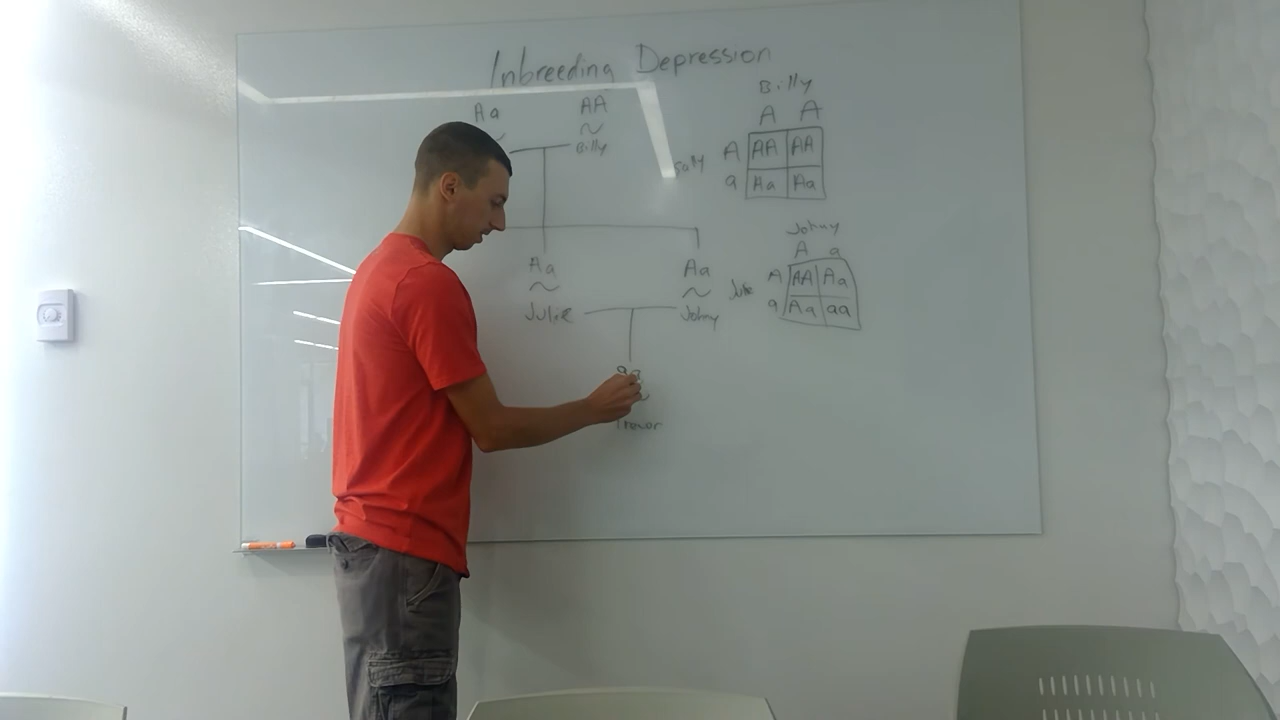 Inbreeding Depression
Aa AA
~
Billy
Aa Aa
~ ~
Julie Johny
aa
~
Trevor
Billy
A A
Sally A AA AA
a Aa Aa
Johny
A a
Julie A AA Aa
a Aa aa